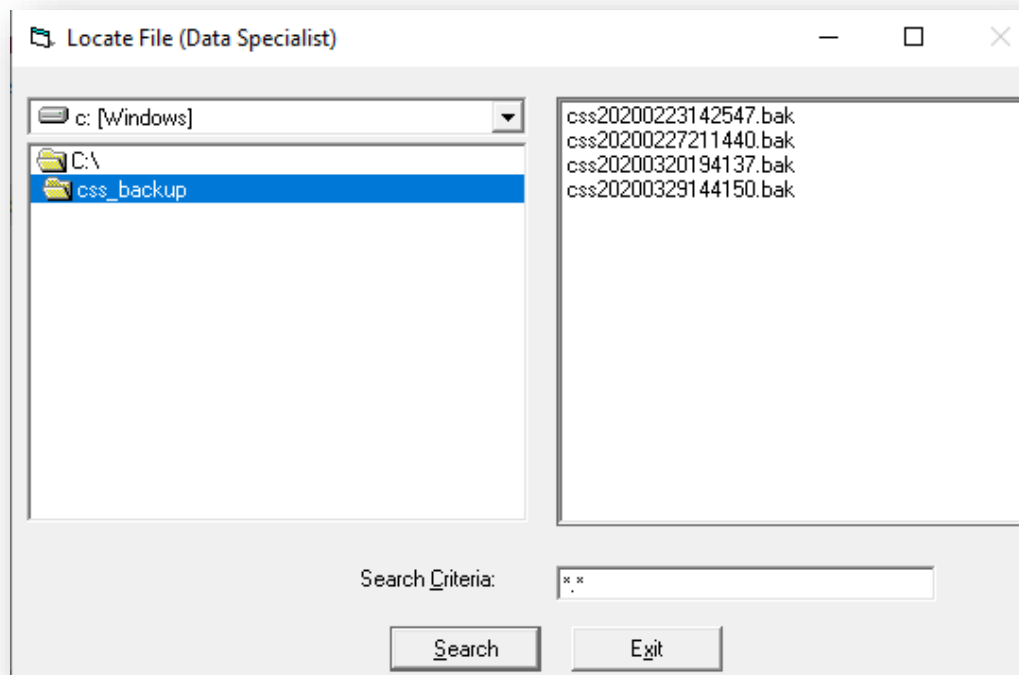 Locate File (Data Specialist)
c: [Windows]
C:\
css_backup
css20200223142547.bak
css20200227211440.bak
css20200320194137.bak
css20200329144150.bak
Search Criteria:
*.*
Search
Exit